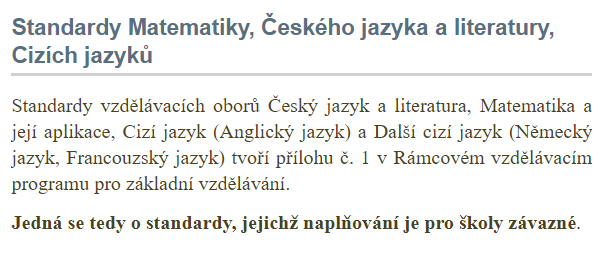 Standardy Matematiky, Českého jazyka a literatury,
Cizích jazyků
Standardy vzdělávacích oborů Český jazyk a literatura, Matematika a
její aplikace, Cizí jazyk (Anglický jazyk) a Další cizí jazyk (Německý
jazyk, Francouzský jazyk) tvoří přílohu č. 1 v Rámcovém vzdělávacím
programu pro základní vzdělávání.
Jedná se tedy o standardy, jejichž naplňování je pro školy závazné.